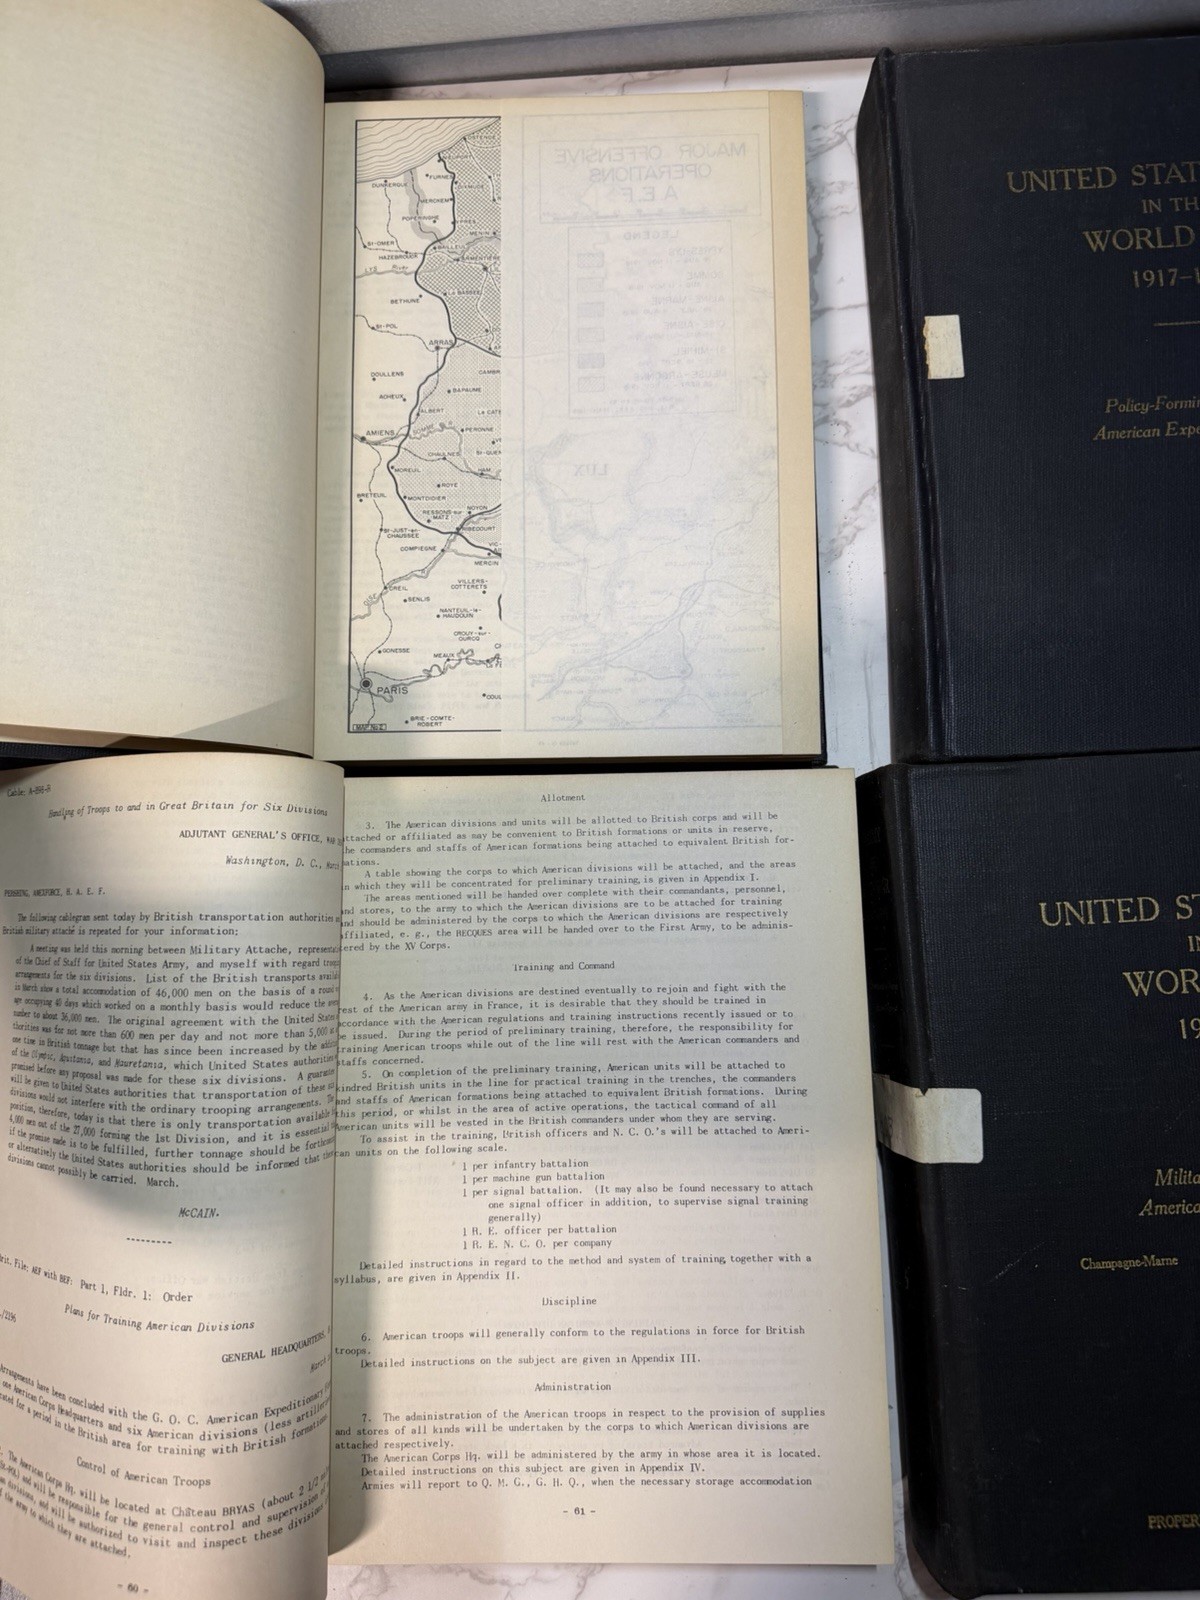 OSTENDE
NIEUPORT
FURNES
DUNKERQUE
DIXMUDE
MERCKEM
POPERINGHE
YPRES
MENIN
ST-OMER
BAILLEUL
HAZEBROUCK
ARMENTIÈRE
LYS River
LA BASSEE
BETHUNE
ST-POL
ARRAS
DOULLENS
CAMBR
BAPAUME
ACHEUX
ALBERT
LE CATE
AMIENS
SOMME R
PERONNE
CHAULNES
ST-QUEN
MOREUIL
HAM
ROYE
BRETEUIL
MONTDIDIER
NOYON
RESSONS-sur-
MATZ
RIBECOURT
ST-JUST-en-
CHAUSSEE
COMPIEGNE
VIC-
MERCIN
VILLERS-
COTTERETS
CREIL
OISE
SENLIS
NANTEUIL-le-
HAUDOUIN
CROUY-sur-
OURCQ
GONESSE
MEAUX
PARIS
COUL
BRIE-COMTE-
ROBERT
MAP No 2
MAJOR OFFENSIVE
OPERATIONS
A.E.F.
LEGEND
LUX
UNITED STAT
IN TH
WORLD
1917-1
Policy-Formi
American Expe
Cable: A-898-R
Handling of Troops to and in Great Britain for Six Divisions
ADJUTANT GENERAL'S OFFICE,
Washington, D. C., March
PERSHING, AMEXFORCE, H. A. E. F.
The following cablegram sent today by British transportation authorities
British military attache is repeated for your information:
A meeting was held this morning between Military Attache, represent
of the Chief of Staff for United States Army, and myself with regard
arrangements for the six divisions. List of the British transports
in March show a total accommodation of 46,000 men on the basis of a round
age occupying 40 days which worked on a monthly basis would reduce the
number to about 36,000 men. The original agreement with the United States
thorities was for not more than 600 men per day and not more than 5,000
one time in British tonnage but that has since been increased by the
of the Olympic, Aquitania, and Mauretania, which United States authorities
promised before any proposal was made for these six divisions. A guarant
will be given to United States authorities that transportation of these
divisions would not interfere with the ordinary trooping arrangements. The
position, therefore, today is that there is only transportation available
4,000 men out of the 27,000 forming the 1st Division, and it is essential
if the promise made is to be fulfilled, further tonnage should be
or alternatively the United States authorities should be informed that
divisions cannot possibly be carried. March.
McCAIN.
---------
Brit. File: AEF with BEF: Part 1, Fldr. 1: Order
/2196
Plans for Training American Divisions
GENERAL HEADQUARTERS,
March
Arrangements have been concluded with the G. O. C. American Expeditionary
one American Corps Headquarters and six American divisions (less artiller
for a period in the British area for training with British
Control of American Troops
The American Corps Hq. will be located at Château BRYAS (about 2 1/2
and will be responsible for the general control and supervision
divisions, and will be authorized to visit and inspect these divisions
the army to which they are attached.
- 60 -
Allotment
3. The American divisions and units will be allotted to British corps and will be
attached or affiliated as may be convenient to British formations or units in reserve,
the commanders and staffs of American formations being attached to equivalent British for-
mations.
A table showing the corps to which American divisions will be attached, and the areas
in which they will be concentrated for preliminary training, is given in Appendix I.
The areas mentioned will be handed over complete with their commandants, personnel,
and stores, to the army to which the American divisions are to be attached for training
and should be administered by the corps to which the American divisions are respectively
affiliated, e. g., the RECQUES area will be handed over to the First Army, to be adminis-
tered by the XV Corps.
Training and Command
4. As the American divisions are destined eventually to rejoin and fight with the
rest of the American army in France, it is desirable that they should be trained in
accordance with the American regulations and training instructions recently issued or to
be issued. During the period of preliminary training, therefore, the responsibility for
training American troops while out of the line will rest with the American commanders and
staffs concerned.
5. On completion of the preliminary training, American units will be attached to
kindred British units in the line for practical training in the trenches, the commanders
and staffs of American formations being attached to equivalent British formations. During
this period, or whilst in the area of active operations, the tactical command of all
American units will be vested in the British commanders under whom they are serving.
To assist in the training, British officers and N. C. O.'s will be attached to Ameri-
can units on the following scale.
1 per infantry battalion
1 per machine gun battalion
1 per signal battalion. (It may also be found necessary to attach
one signal officer in addition, to supervise signal training
generally)
1 R. E. officer per battalion
1 R. E. N. C. O. per company
Detailed instructions in regard to the method and system of training, together with a
syllabus, are given in Appendix II.
Discipline
6. American troops will generally conform to the regulations in force for British
troops.
Detailed instructions on the subject are given in Appendix III.
Administration
7. The administration of the American troops in respect to the provision of supplies
and stores of all kinds will be undertaken by the corps to which American divisions are
attached respectively.
The American Corps Hq. will be administered by the army in whose area it is located.
Detailed instructions on this subject are given in Appendix IV.
Armies will report to Q. M. G., G. H. Q., when the necessary storage accommodation
- 61 -
UNITED ST
IN
WOR
19
Milita
America
Champagne-Marne
PROPER